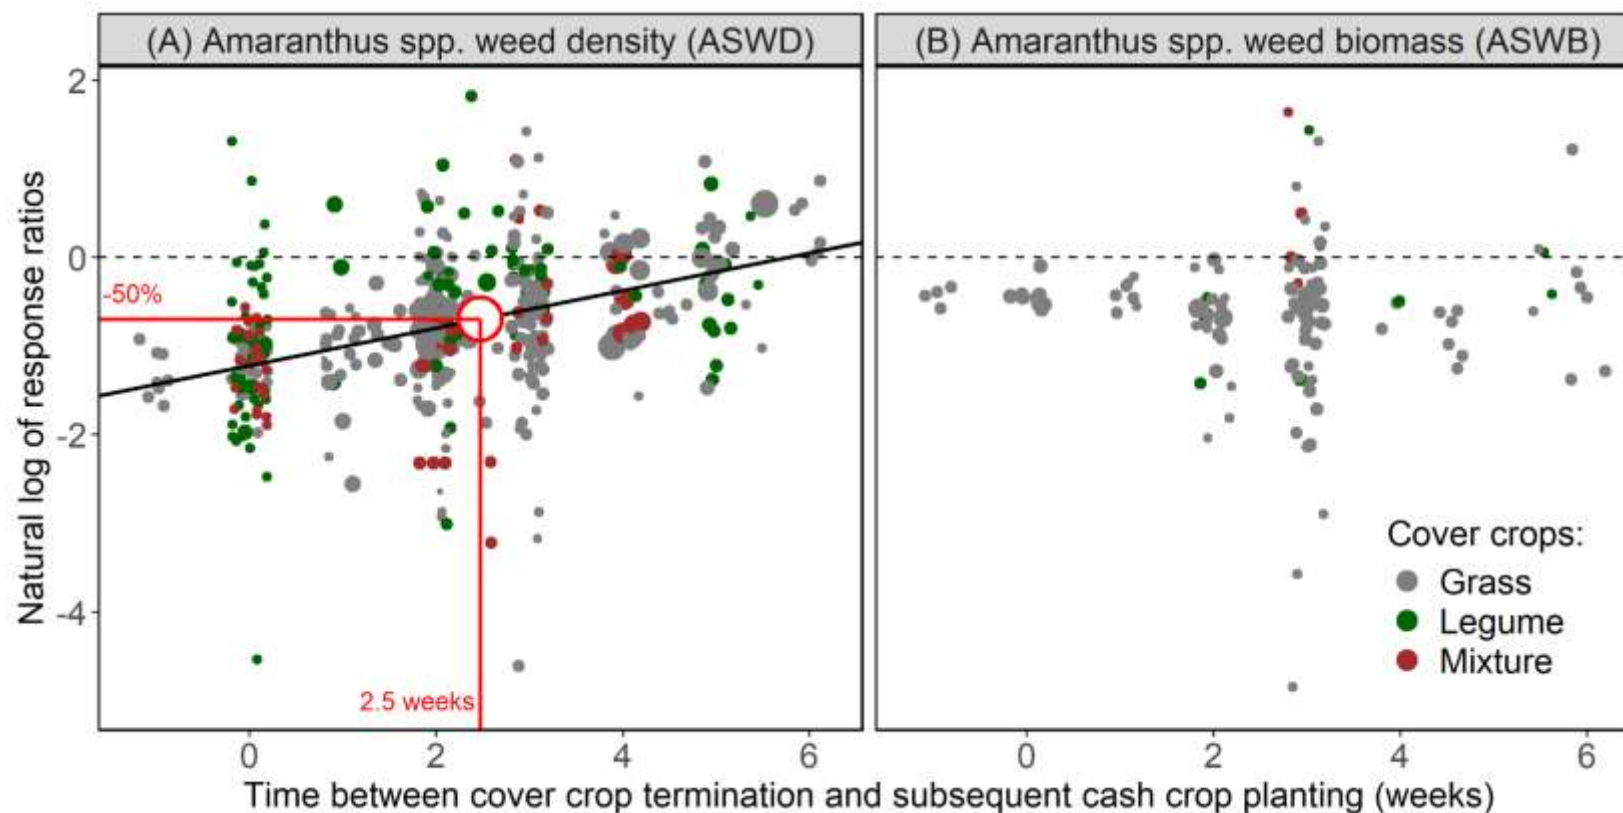 (A) Amaranthus spp. weed density (ASWD)
(B) Amaranthus spp. weed biomass (ASWB)
Natural log of response ratios
2
0
-2
-4
-50%
2.5 weeks
Cover crops:
Grass
Legume
Mixture
0 2 4 6
0 2 4 6
Time between cover crop termination and subsequent cash crop planting (weeks)